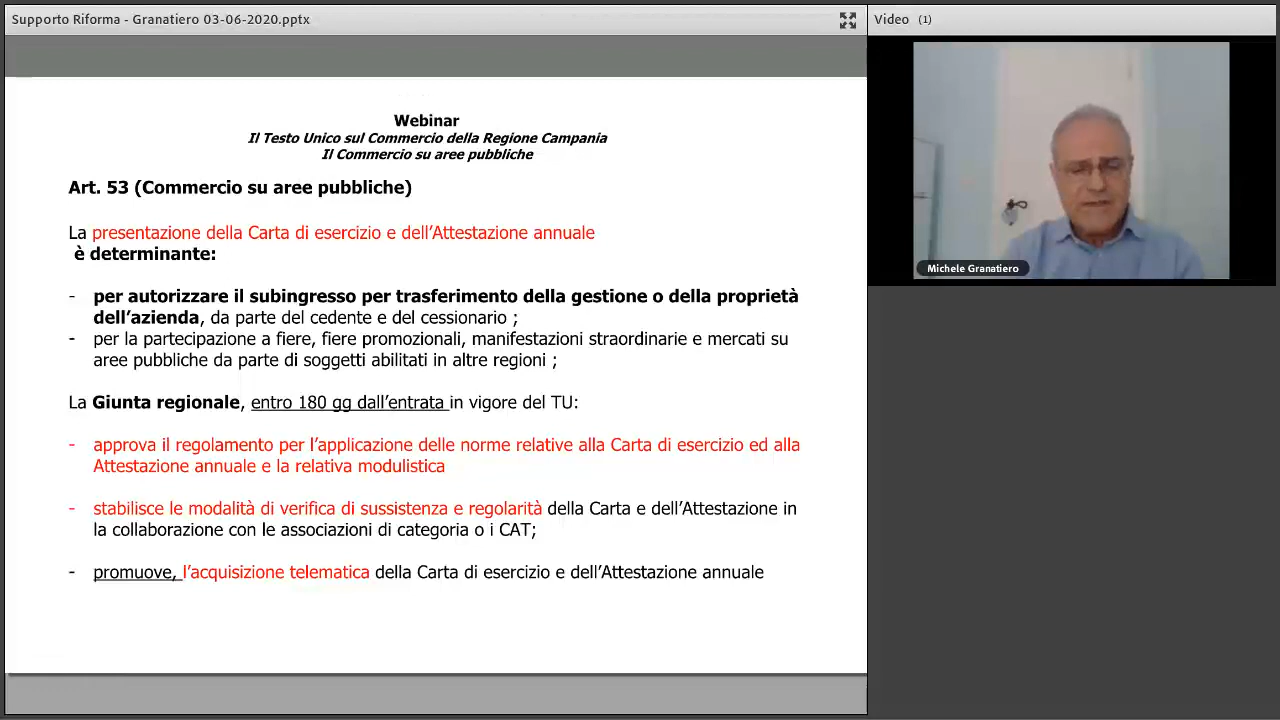 Supporto Riforma - Granatiero 03-06-2020.pptx
Video (1)
Michele Granatiero
Webinar
Il Testo Unico sul Commercio della Regione Campania
Il Commercio su aree pubbliche
Art. 53 (Commercio su aree pubbliche)
La presentazione della Carta di esercizio e dell'Attestazione annuale
è determinante:
- per autorizzare il subingresso per trasferimento della gestione o della proprietà
dell'azienda, da parte del cedente e del cessionario ;
- per la partecipazione a fiere, fiere promozionali, manifestazioni straordinarie e mercati su
aree pubbliche da parte di soggetti abilitati in altre regioni ;
La Giunta regionale, entro 180 gg dall'entrata in vigore del TU:
- approva il regolamento per l'applicazione delle norme relative alla Carta di esercizio ed alla
Attestazione annuale e la relativa modulistica
- stabilisce le modalità di verifica di sussistenza e regolarità della Carta e dell'Attestazione in
la collaborazione con le associazioni di categoria o i CAT;
- promuove, l'acquisizione telematica della Carta di esercizio e dell'Attestazione annuale